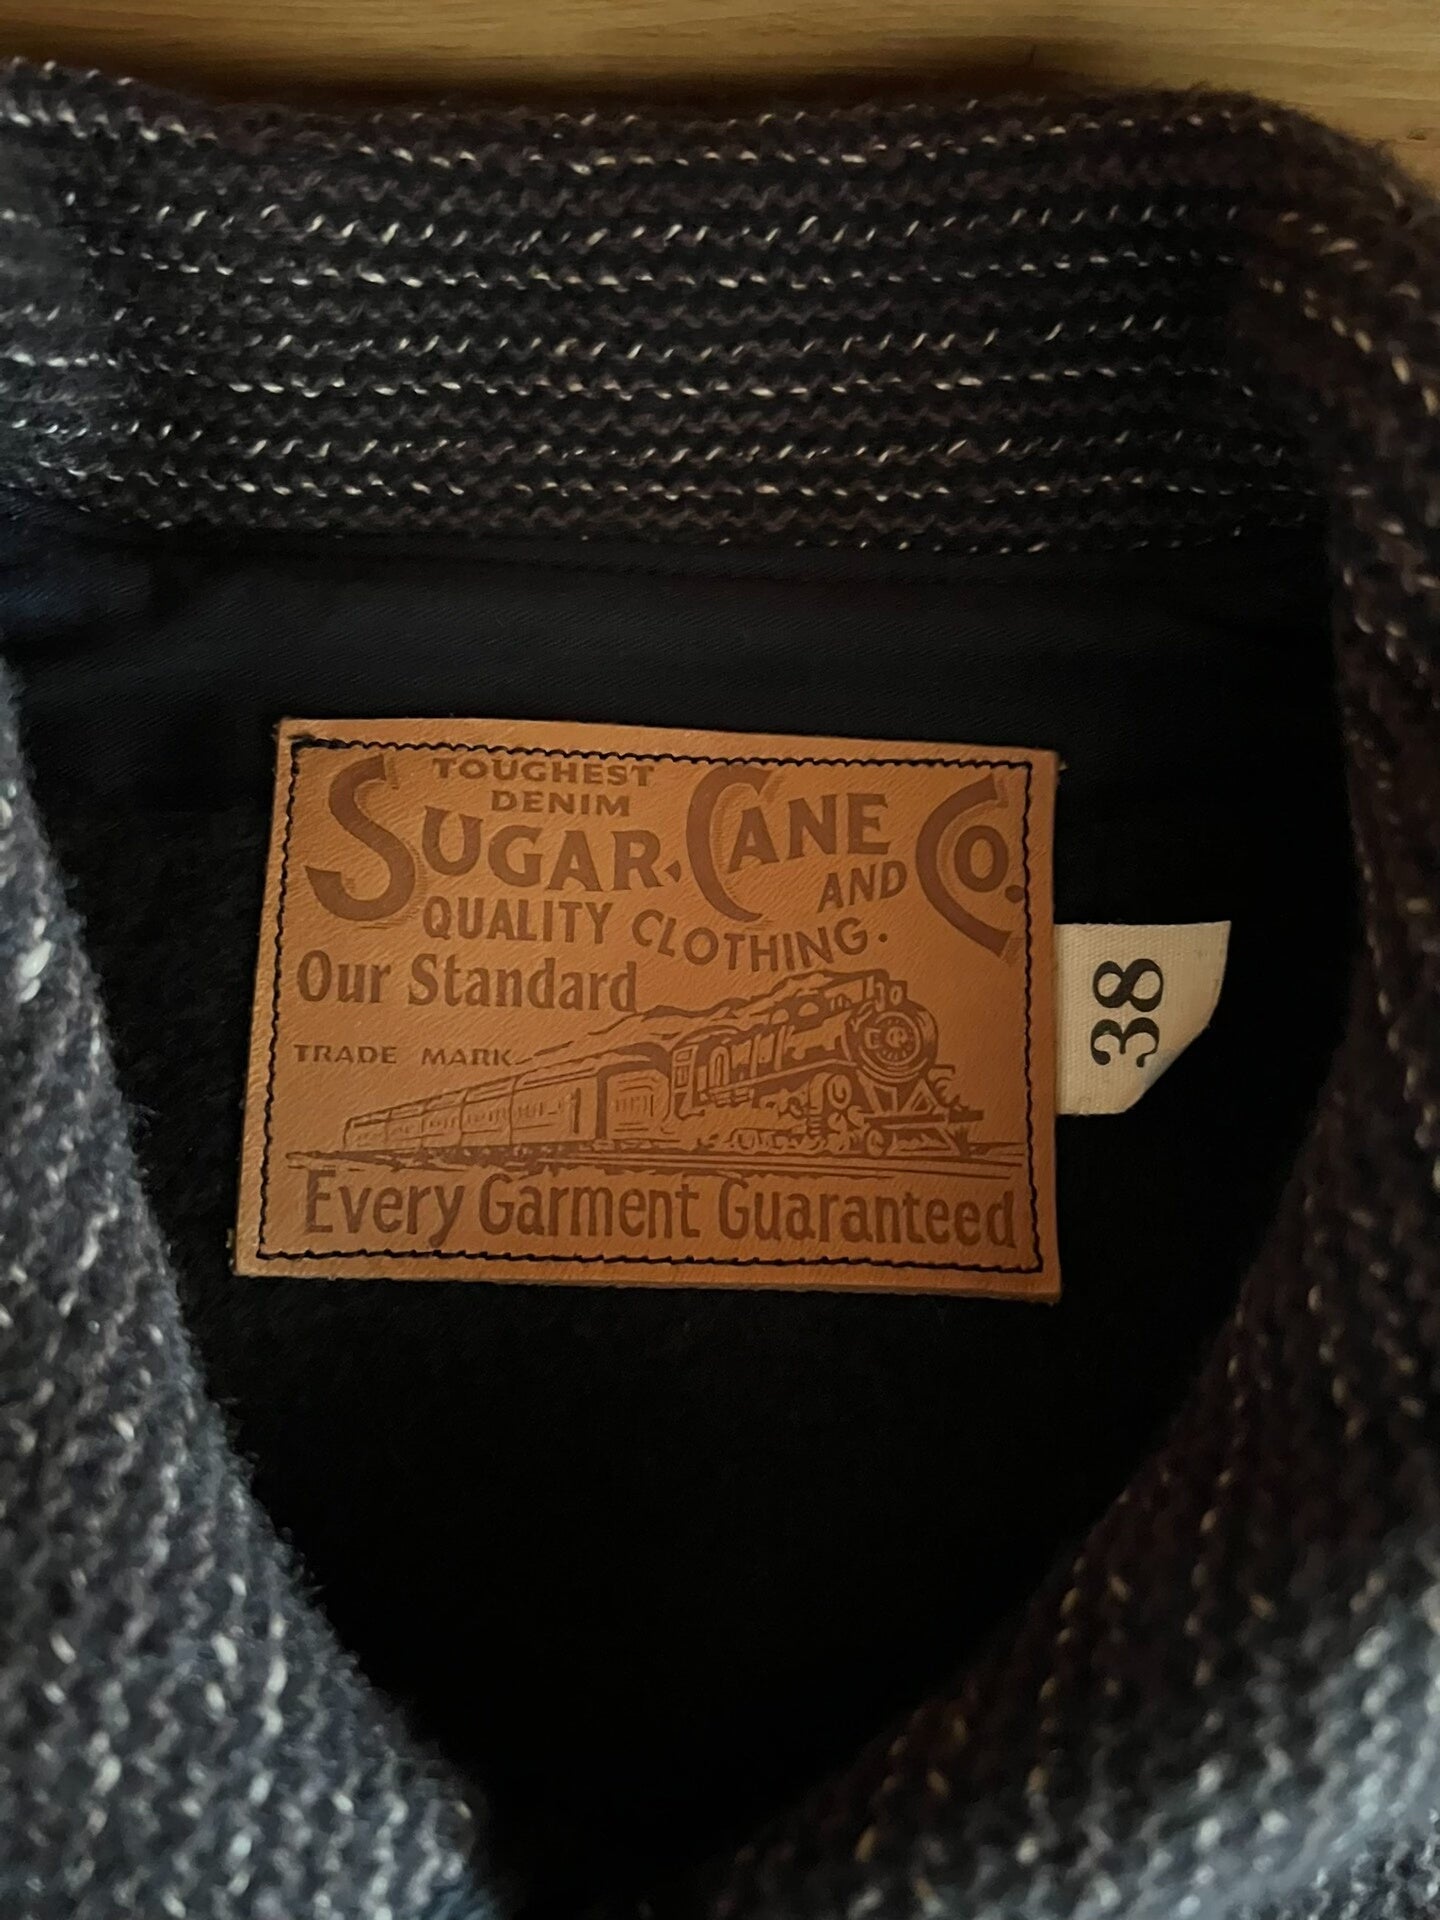 TOUGHEST
DENIM
SUGAR CANE CO.
AND
QUALITY CLOTHING.
Our Standard
TRADE MARK
Every Garment Guaranteed
38